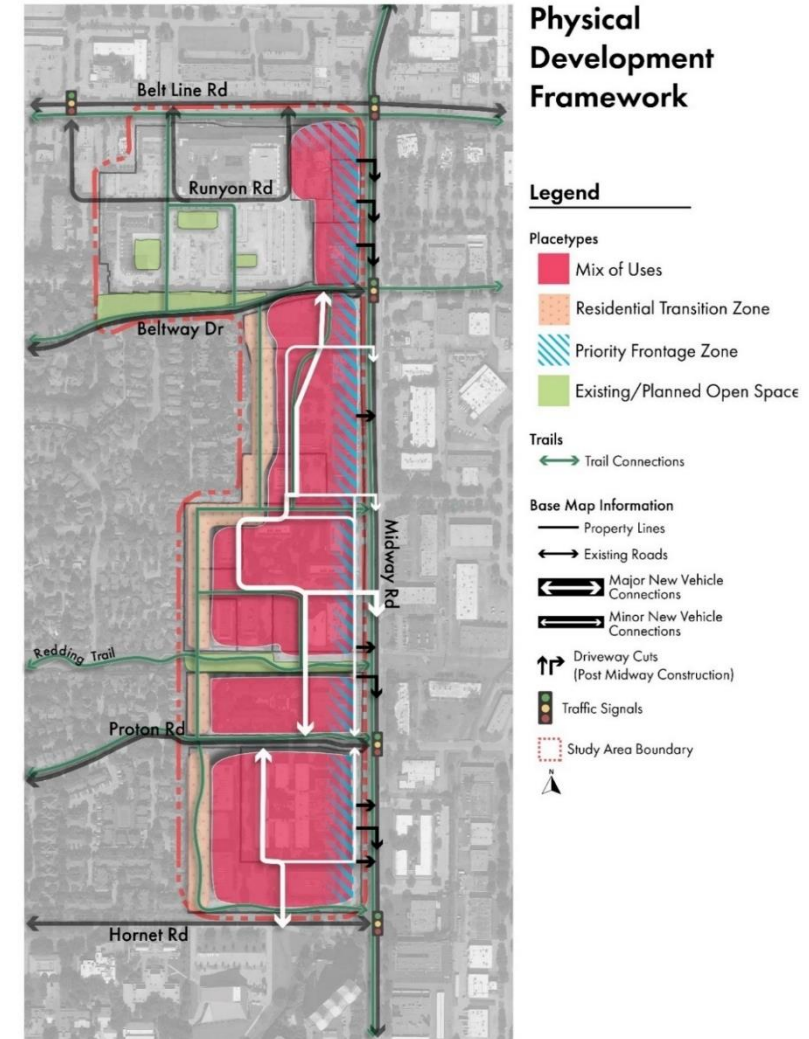 Physical
Development
Framework
Legend
Placetypes
Mix of Uses
Residential Transition Zone
Priority Frontage Zone
Existing/Planned Open Space
Trails
Trail Connections
Base Map Information
Property Lines
Existing Roads
Major New Vehicle
Connections
Minor New Vehicle
Connections
Driveway Cuts
(Post Midway Construction)
Traffic Signals
Study Area Boundary
N
Belt Line Rd
Runyon Rd
Beltway Dr
Midway Rd
Redding Trail
Proton Rd
Hornet Rd